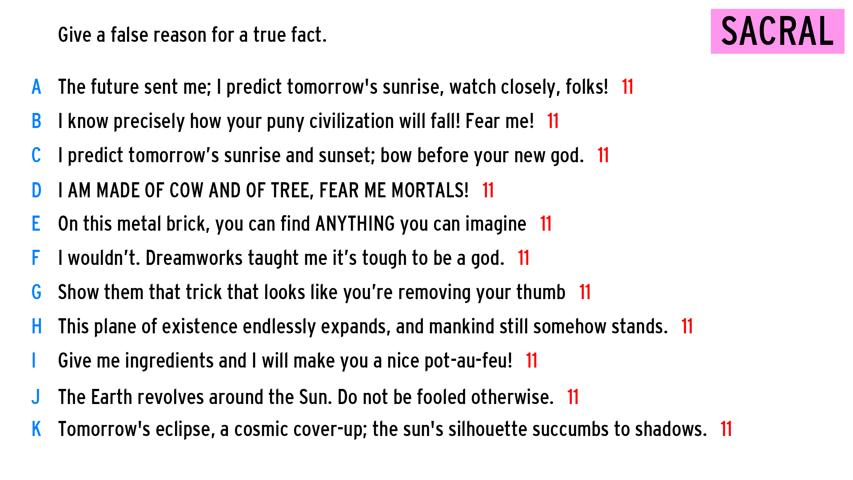 Give a false reason for a true fact.
SACRAL
A The future sent me; I predict tomorrow's sunrise, watch closely, folks! 11
B I know precisely how your puny civilization will fall! Fear me! 11
C I predict tomorrow’s sunrise and sunset; bow before your new god. 11
D I AM MADE OF COW AND OF TREE, FEAR ME MORTALS! 11
E On this metal brick, you can find ANYTHING you can imagine 11
F I wouldn’t. Dreamworks taught me it’s tough to be a god. 11
G Show them that trick that looks like you’re removing your thumb 11
H This plane of existence endlessly expands, and mankind still somehow stands. 11
I Give me ingredients and I will make you a nice pot-au-feu! 11
J The Earth revolves around the Sun. Do not be fooled otherwise. 11
K Tomorrow's eclipse, a cosmic cover-up; the sun's silhouette succumbs to shadows. 11